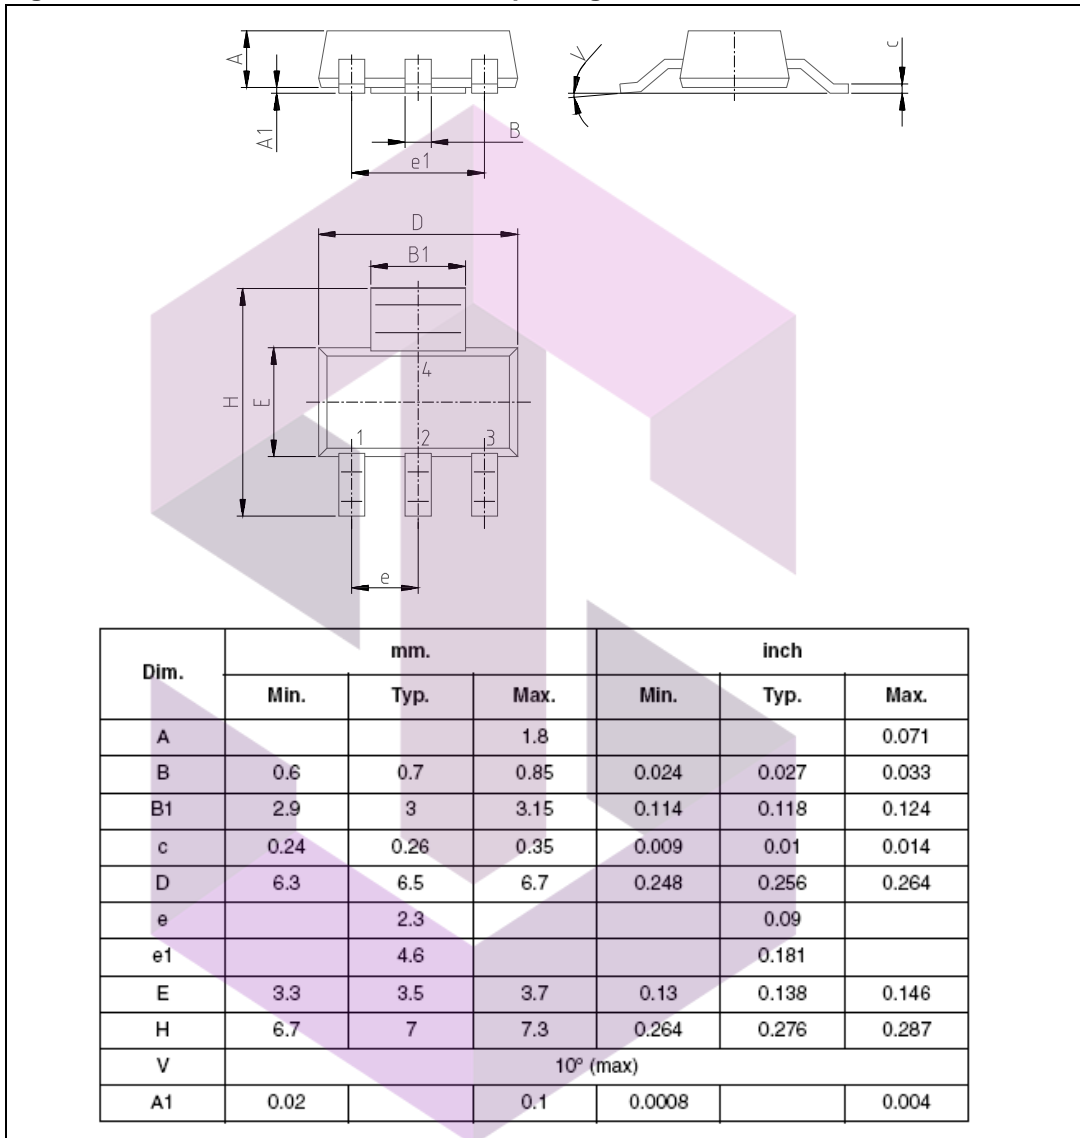 A
A1
B
e1
V
c
D
B1
H
E
4
1 2 3
e
Dim. mm. inch
Min. Typ. Max. Min. Typ. Max.
A 1.8 0.071
B 0.6 0.7 0.85 0.024 0.027 0.033
B1 2.9 3 3.15 0.114 0.118 0.124
c 0.24 0.26 0.35 0.009 0.01 0.014
D 6.3 6.5 6.7 0.248 0.256 0.264
e 2.3 0.09
e1 4.6 0.181
E 3.3 3.5 3.7 0.13 0.138 0.146
H 6.7 7 7.3 0.264 0.276 0.287
V 10º (max)
A1 0.02 0.1 0.0008 0.004